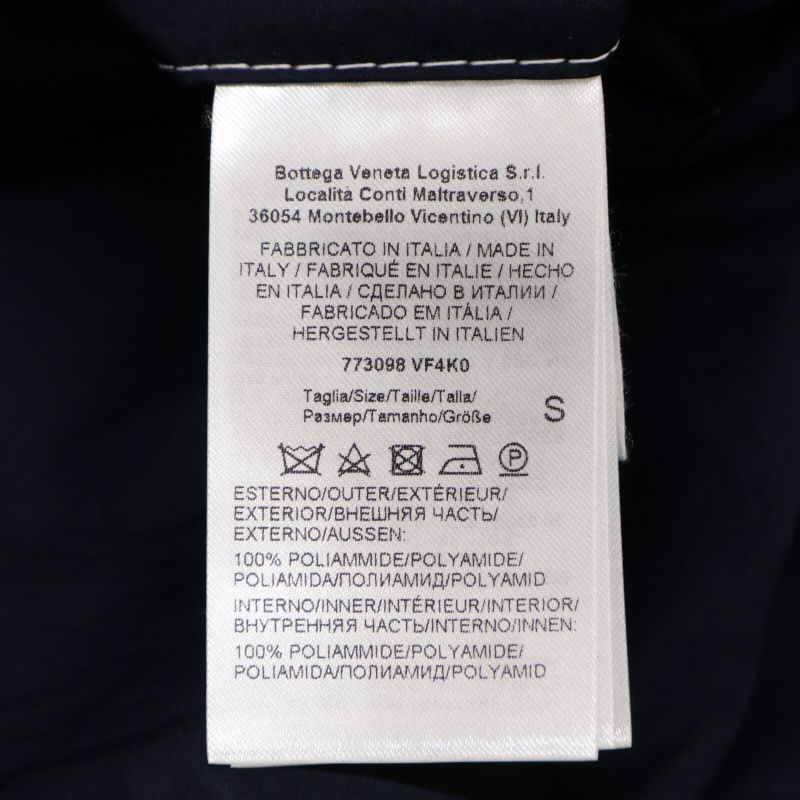 Bottega Veneta Logistica S.r.l.
Località Conti Maltraverso,1
36054 Montebello Vicentino (VI) Italy
FABBRICATO IN ITALIA / MADE IN
ITALY / FABRIQUÉ EN ITALIE / HECHO
EN ITALIA / СДЕЛАНО В ИТАЛИИ /
FABRICADO EM ITÁLIA /
HERGESTELLT IN ITALIEN
773098 VF4K0
Taglia/Size/Taille/Talla/
Размер/Tamanho/Größe S
P
ESTERNO/OUTER/EXTÉRIEUR/
EXTERIOR/ВНЕШНЯЯ ЧАСТЬ/
EXTERNO/AUSSEN:
100% POLIAMMIDE/POLYAMIDE/
POLIAMIDA/ПОЛИАМИД/POLYAMID
INTERNO/INNER/INTÉRIEUR/INTERIOR/
ВНУТРЕННЯЯ ЧАСТЬ/INTERNO/INNEN:
100% POLIAMMIDE/POLYAMIDE/
POLIAMIDA/ПОЛИАМИД/POLYAMID